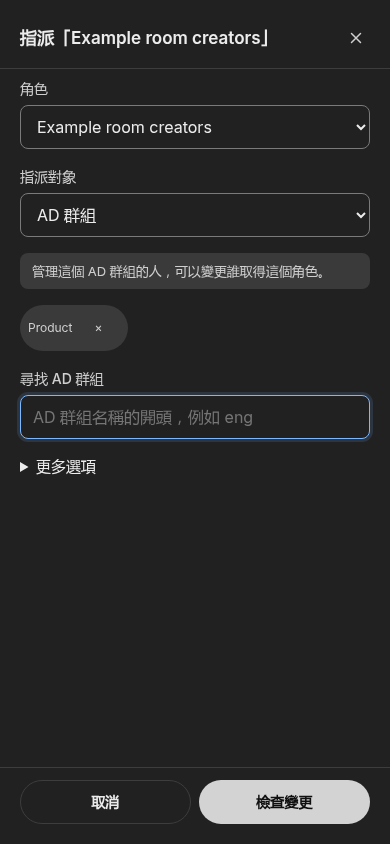 指派「Example room creators」
×
角色
Example room creators
指派對象
AD 群組
管理這個 AD 群組的人，可以變更誰取得這個角色。
Product ×
尋找 AD 群組
AD 群組名稱的開頭，例如 eng
▶ 更多選項
取消
檢查變更